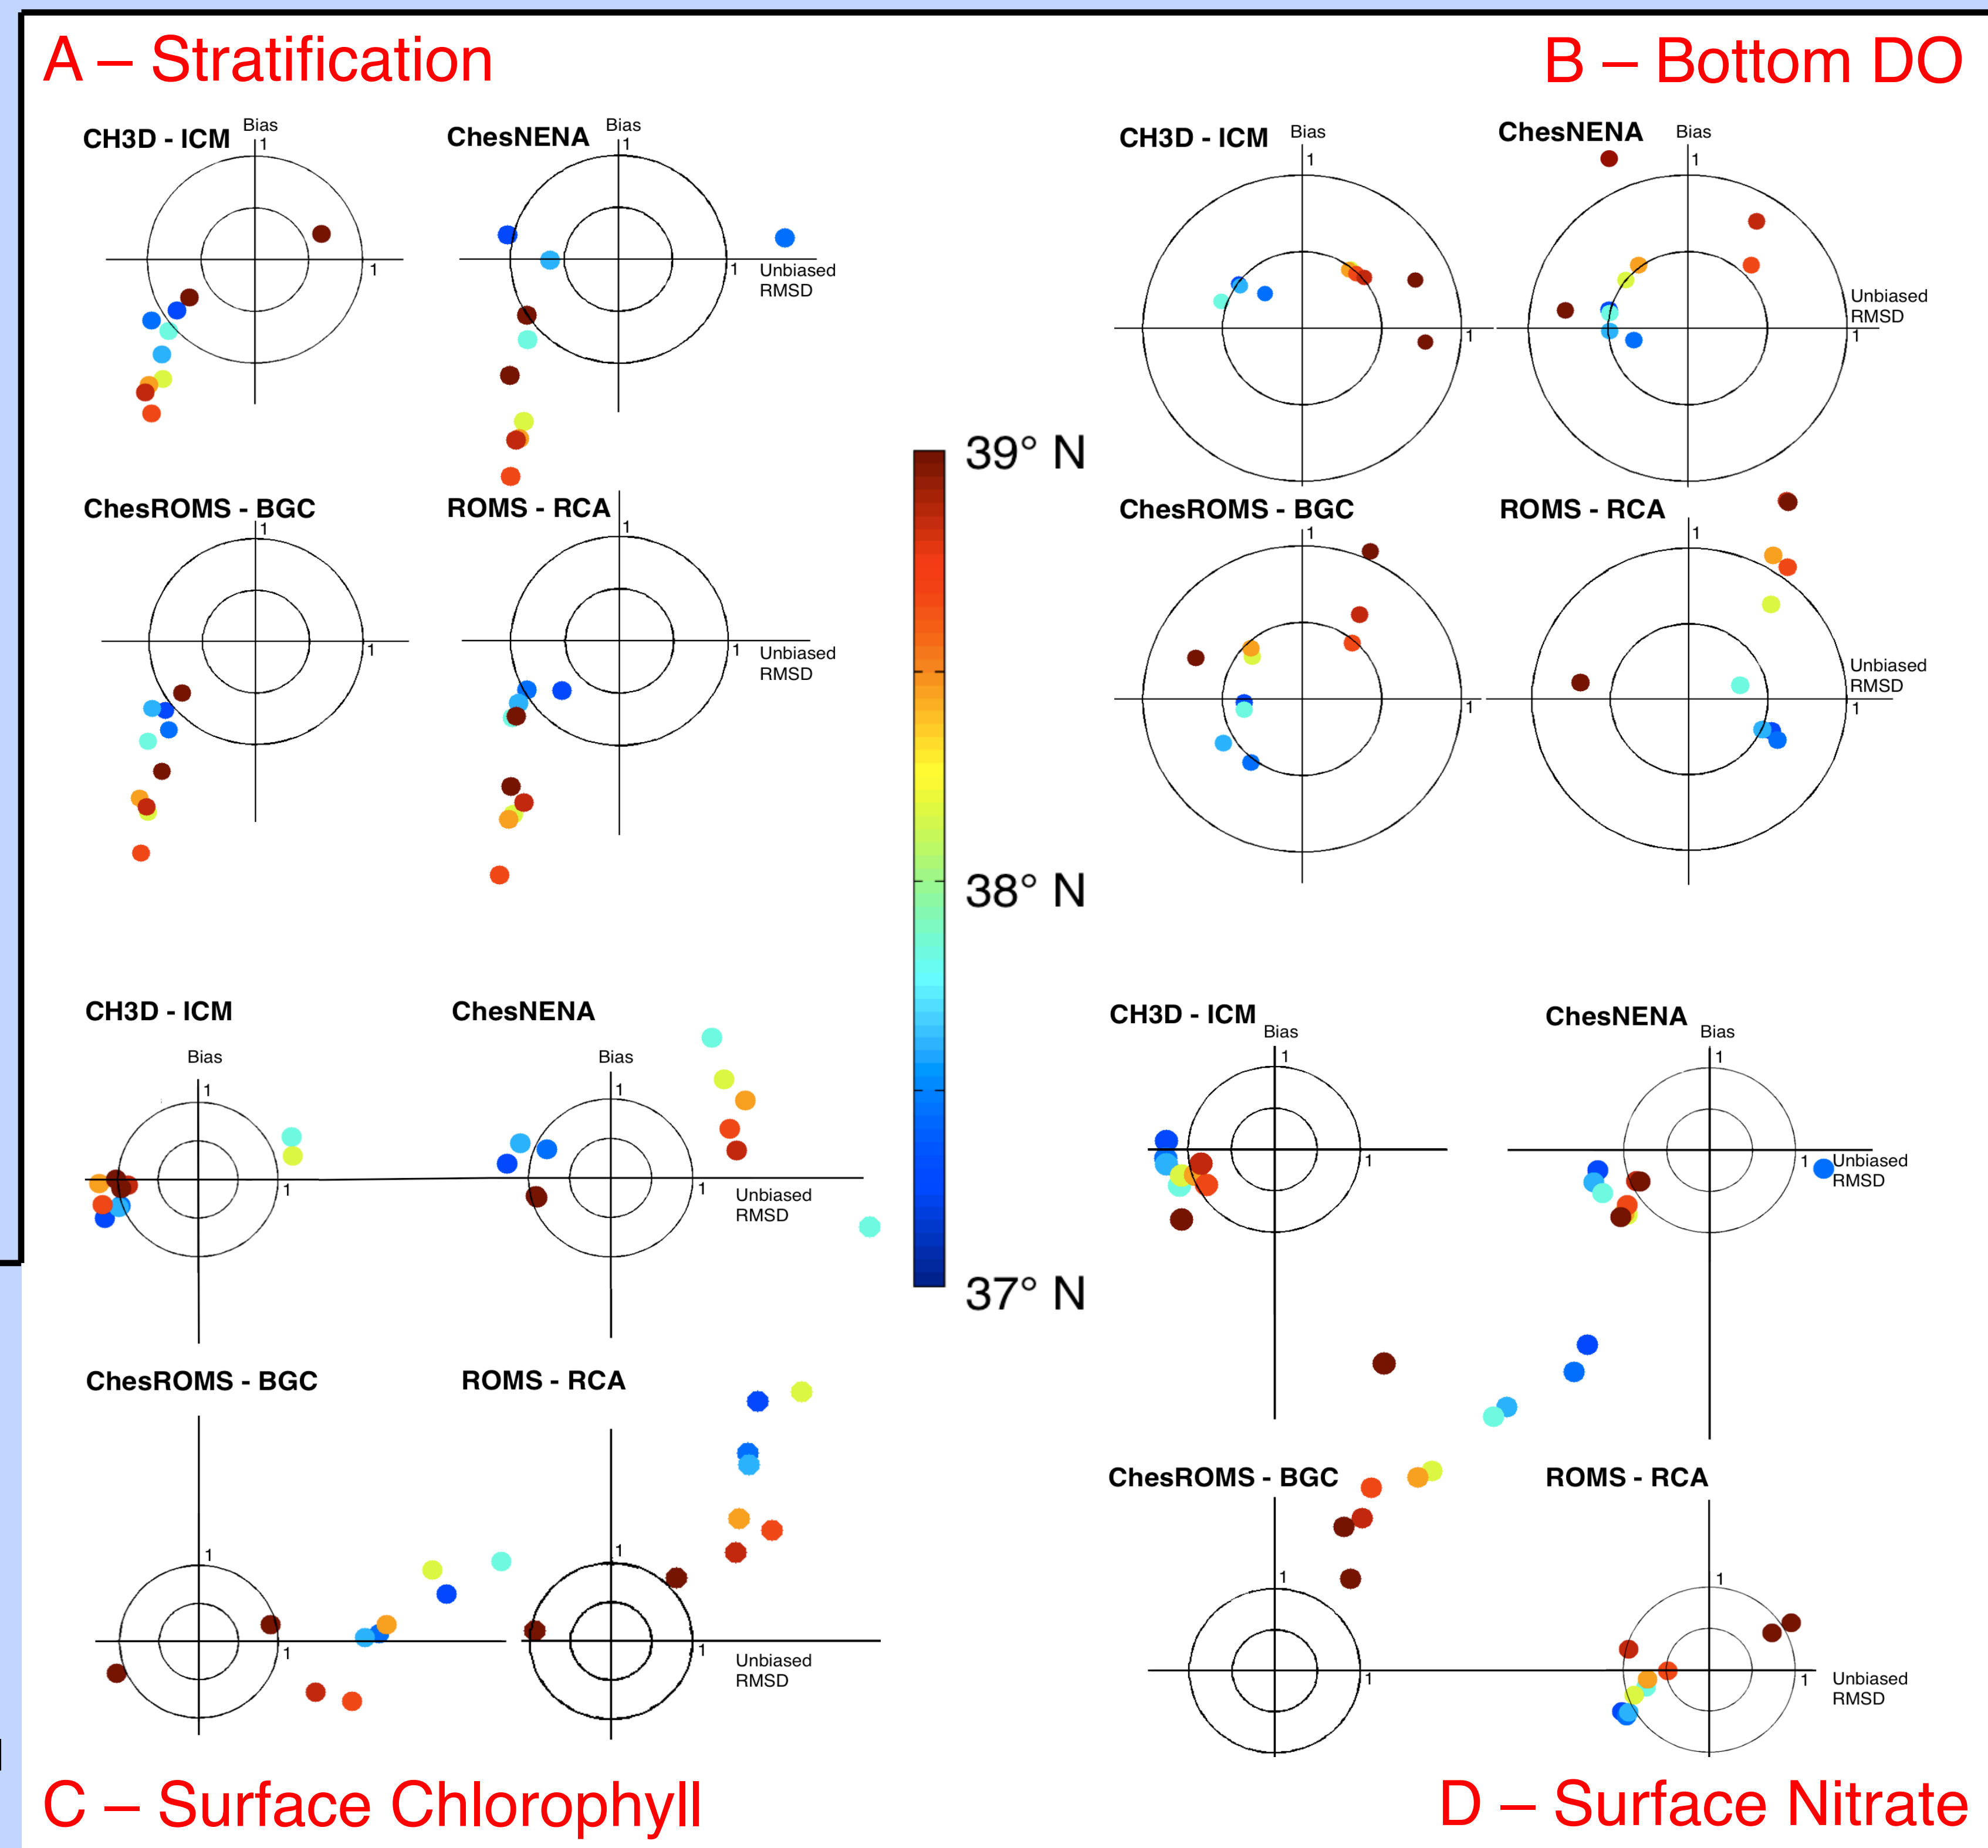 A – Stratification
B – Bottom DO
CH3D - ICM
Bias
1
1
ChesNENA
Bias
1
1
Unbiased
RMSD
CH3D - ICM
Bias
1
1
ChesNENA
Bias
1
1
Unbiased
RMSD
ChesROMS - BGC
1
1
ROMS - RCA
1
1
Unbiased
RMSD
39° N
38° N
37° N
ChesROMS - BGC
1
1
ROMS - RCA
1
1
Unbiased
RMSD
CH3D - ICM
Bias
1
1
ChesNENA
Bias
1
1
Unbiased
RMSD
CH3D - ICM
Bias
1
1
ChesNENA
Bias
1
1
Unbiased
RMSD
ChesROMS - BGC
1
1
ROMS - RCA
1
1
Unbiased
RMSD
ChesROMS - BGC
1
1
ROMS - RCA
1
1
Unbiased
RMSD
C – Surface Chlorophyll
D – Surface Nitrate